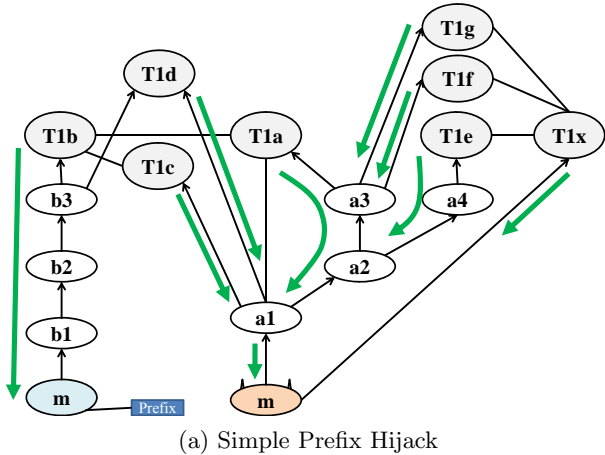 T1g
T1d
T1f
T1b
T1a
T1e
T1x
T1c
b3
a3
a4
b2
a2
a1
b1
m
Prefix
m
(a) Simple Prefix Hijack